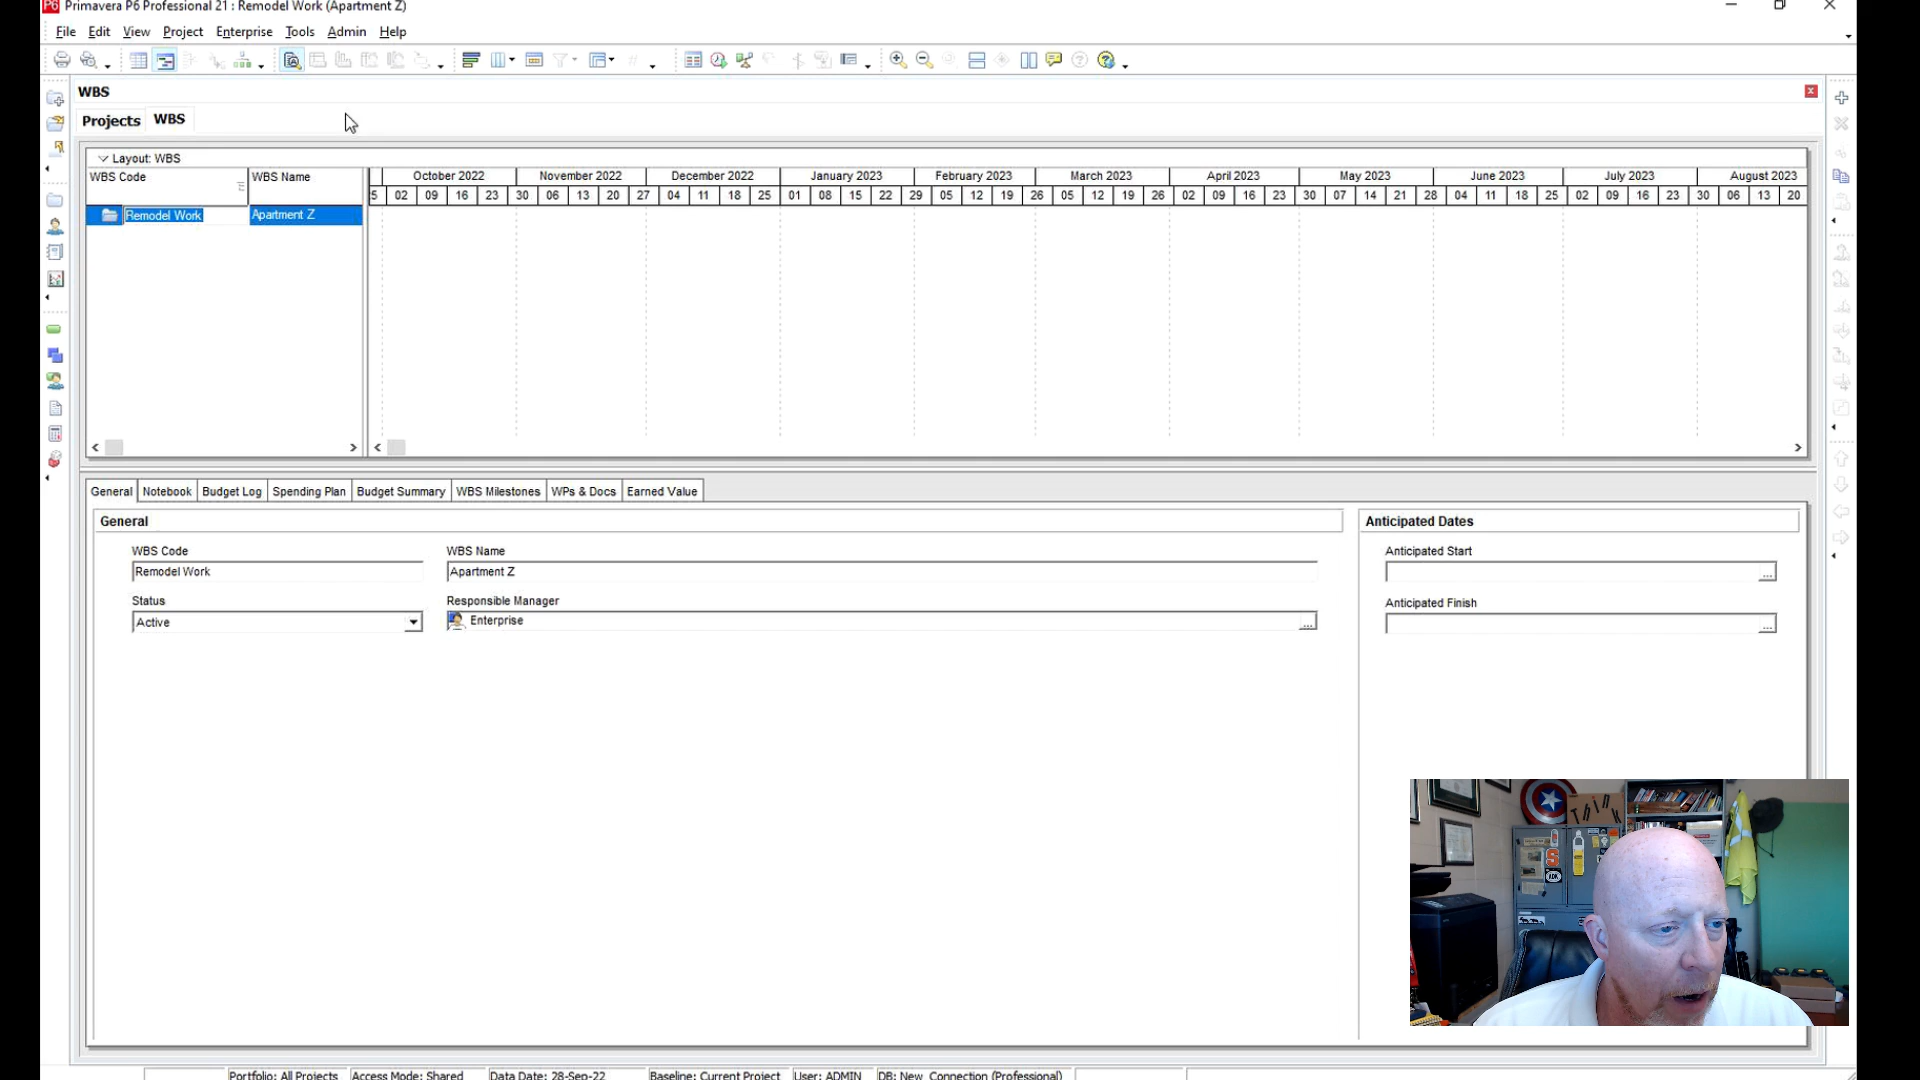 P6 Primavera P6 Professional 21 : Remodel Work (Apartment Z)
File Edit View Project Enterprise Tools Admin Help
WBS
Projects WBS
Layout: WBS
WBS Code WBS Name
October 2022 November 2022 December 2022 January 2023 February 2023 March 2023 April 2023 May 2023 June 2023 July 2023 August 2023
5 02 09 16 23 30 06 13 20 27 04 11 18 25 01 08 15 22 29 05 12 19 26 05 12 19 26 02 09 16 23 30 07 14 21 28 04 11 18 25 02 09 16 23 30 06 13 20
Remodel Work Apartment Z
General Notebook Budget Log Spending Plan Budget Summary WBS Milestones WPs & Docs Earned Value
General Anticipated Dates
WBS Code WBS Name Anticipated Start
Remodel Work Apartment Z
Status Responsible Manager Anticipated Finish
Active Enterprise
Think
S
ADK
Portfolio: All Projects Access Mode: Shared Data Date: 28-Sep-22 Baseline: Current Project User: ADMIN DB: New_Connection (Professional)